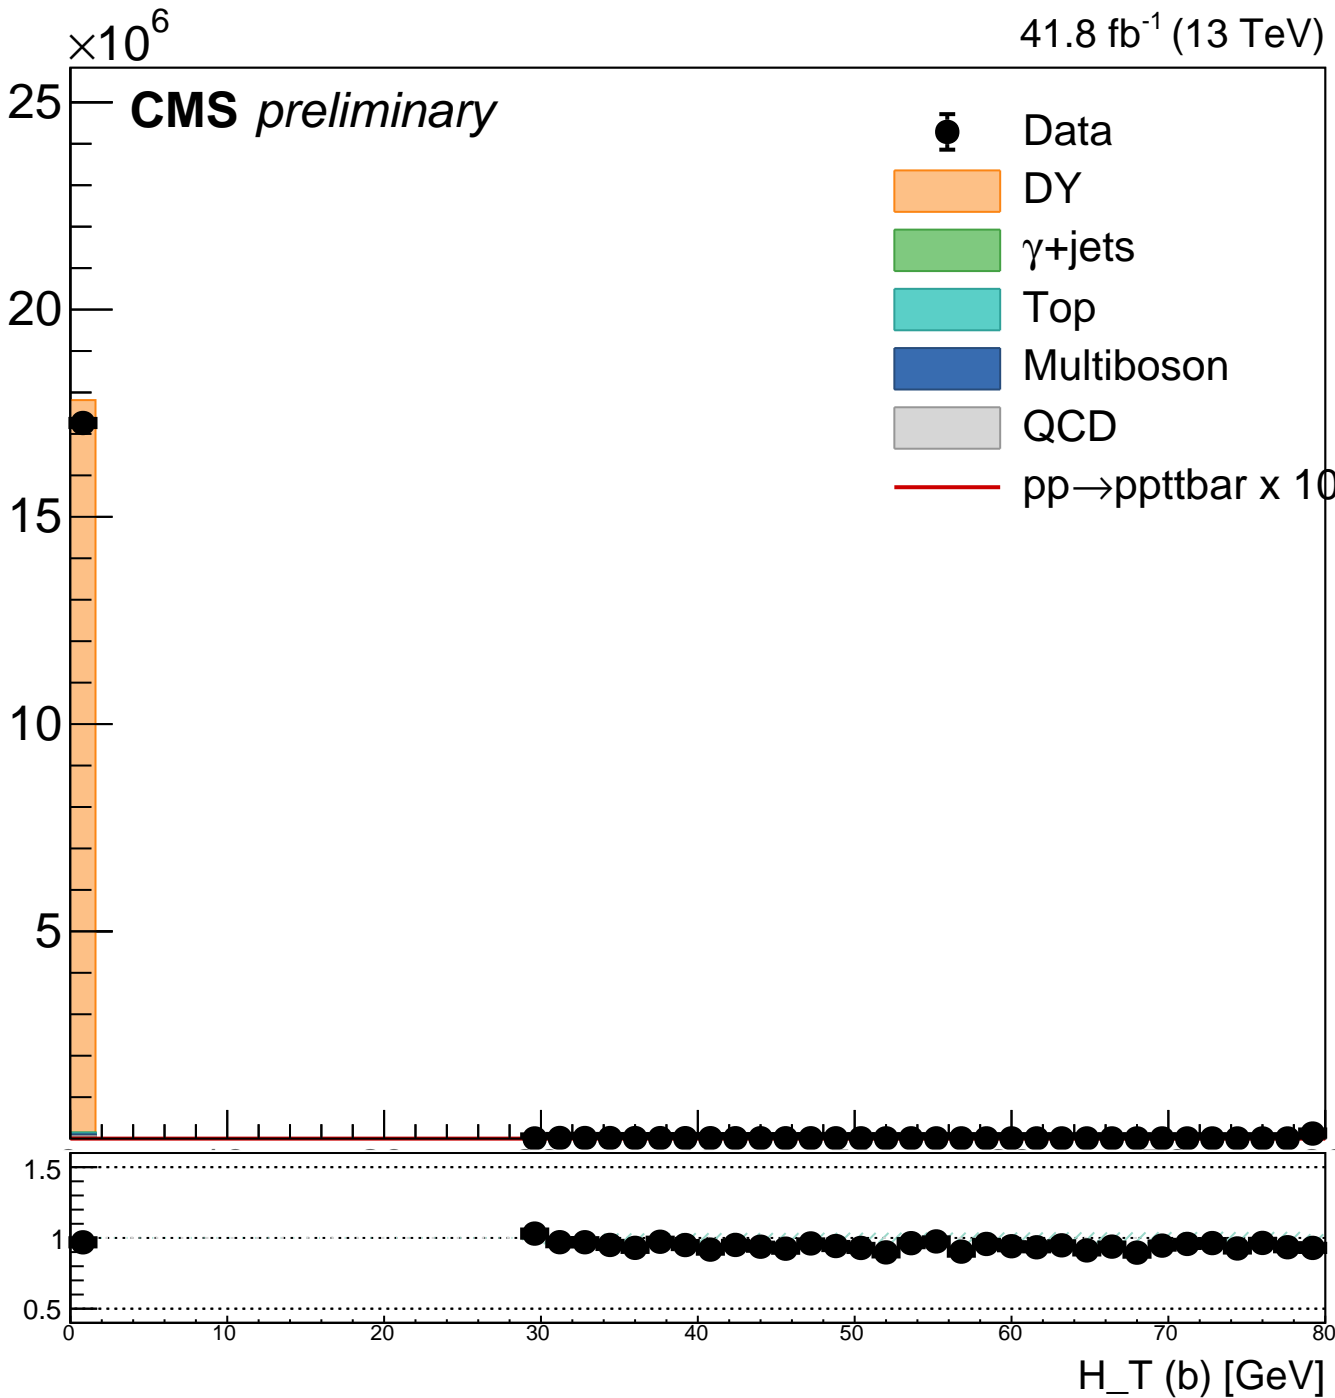 ×10⁶
41.8 fb⁻¹ (13 TeV)
CMS preliminary
25
20
15
10
5
Data
DY
γ+jets
Top
Multiboson
QCD
pp→ppttbar x 10
1.5
1
0.5
0 10 20 30 40 50 60 70 80
H_T (b) [GeV]